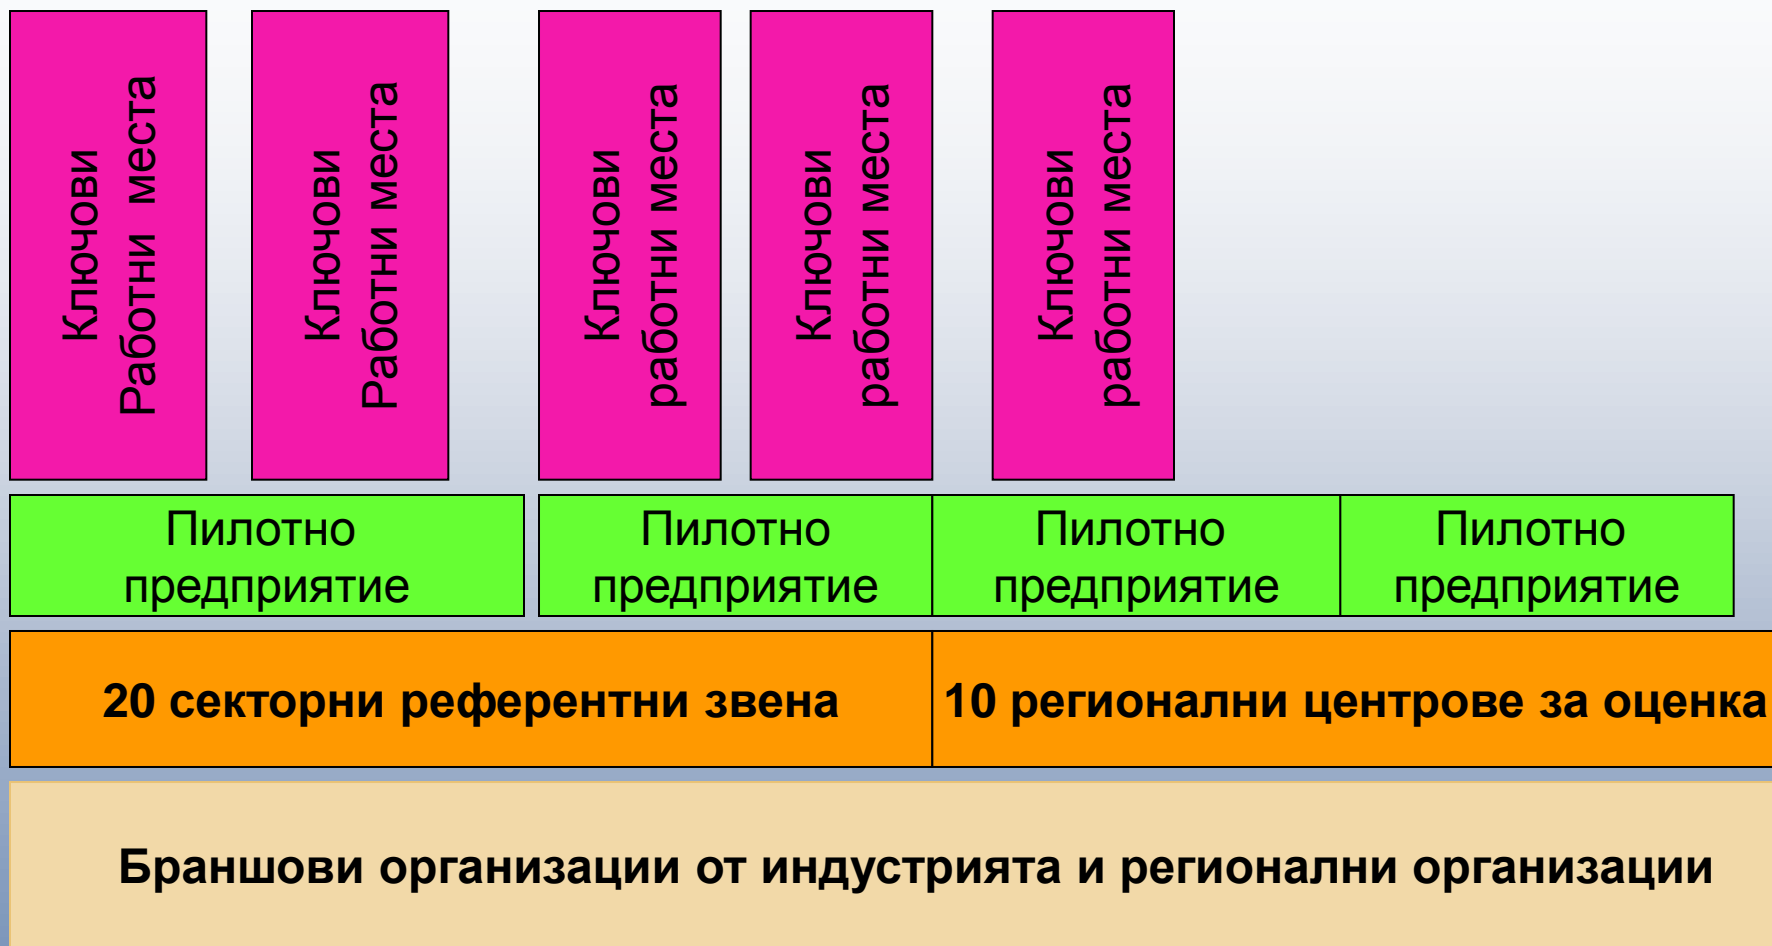 Ключови
Работни места
Ключови
Работни места
Ключови
работни места
Ключови
работни места
Ключови
работни места
Пилотно
предприятие
Пилотно
предприятие
Пилотно
предприятие
Пилотно
предприятие
20 секторни референтни звена
10 регионални центрове за оценка
Браншови организации от индустрията и регионални организации